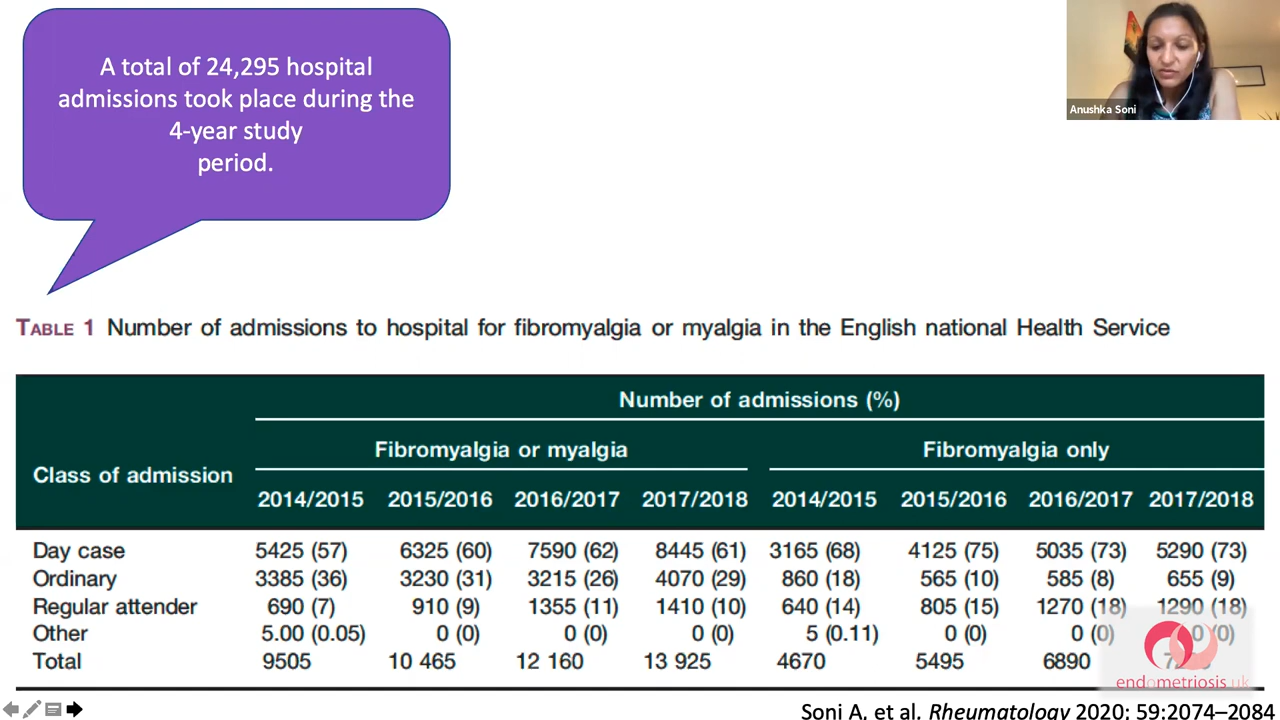 A total of 24,295 hospital
admissions took place during the
4-year study
period.
Anushka Soni
TABLE 1 Number of admissions to hospital for fibromyalgia or myalgia in the English national Health Service
Number of admissions (%)
Fibromyalgia or myalgia Fibromyalgia only
Class of admission
2014/2015 2015/2016 2016/2017 2017/2018 2014/2015 2015/2016 2016/2017 2017/2018
Day case 5425 (57) 6325 (60) 7590 (62) 8445 (61) 3165 (68) 4125 (75) 5035 (73) 5290 (73)
Ordinary 3385 (36) 3230 (31) 3215 (26) 4070 (29) 860 (18) 565 (10) 585 (8) 655 (9)
Regular attender 690 (7) 910 (9) 1355 (11) 1410 (10) 640 (14) 805 (15) 1270 (18) 1290 (18)
Other 5.00 (0.05) 0 (0) 0 (0) 0 (0) 5 (0.11) 0 (0) 0 (0) 0 (0)
Total 9505 10 465 12 160 13 925 4670 5495 6890
endometriosis uk
Soni A, et al. Rheumatology 2020; 59:2074–2084